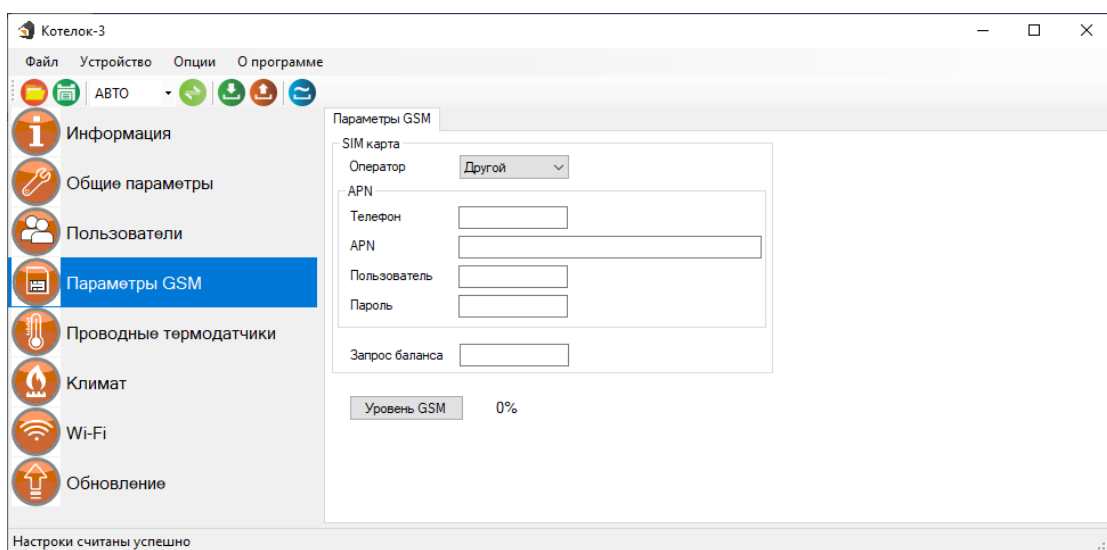 Котелок-3
Файл Устройство Опции О программе
АВТО
Информация
Общие параметры
Пользователи
Параметры GSM
Проводные термодатчики
Климат
Wi-Fi
Обновление
Параметры GSM
SIM карта
Оператор Другой
APN
Телефон
APN
Пользователь
Пароль
Запрос баланса
Уровень GSM 0%
Настроки считаны успешно